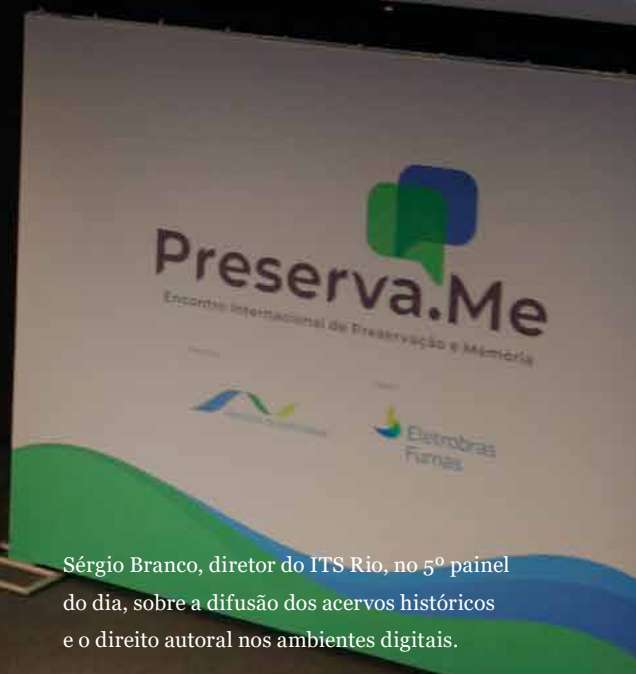 Preserva.Me
Encontro Internacional de Preservação e Memória
Eletrobras
Furnas
Sérgio Branco, diretor do ITS Rio, no 5º painel
do dia, sobre a difusão dos acervos históricos
e o direito autoral nos ambientes digitais.